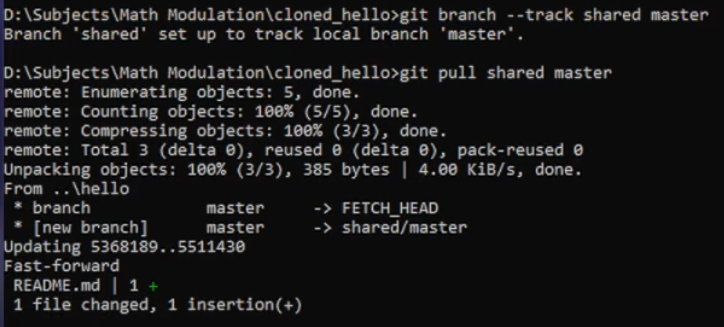 D:\Subjects\Math Modulation\cloned_hello>git branch --track shared master
Branch 'shared' set up to track local branch 'master'.
D:\Subjects\Math Modulation\cloned_hello>git pull shared master
remote: Enumerating objects: 5, done.
remote: Counting objects: 100% (5/5), done.
remote: Compressing objects: 100% (3/3), done.
remote: Total 3 (delta 0), reused 0 (delta 0), pack-reused 0
Unpacking objects: 100% (3/3), 385 bytes | 4.00 KiB/s, done.
From ..\hello
 * branch            master     -> FETCH_HEAD
 * [new branch]      master     -> shared/master
Updating 5368189..5511430
Fast-forward
 README.md | 1 +
 1 file changed, 1 insertion(+)